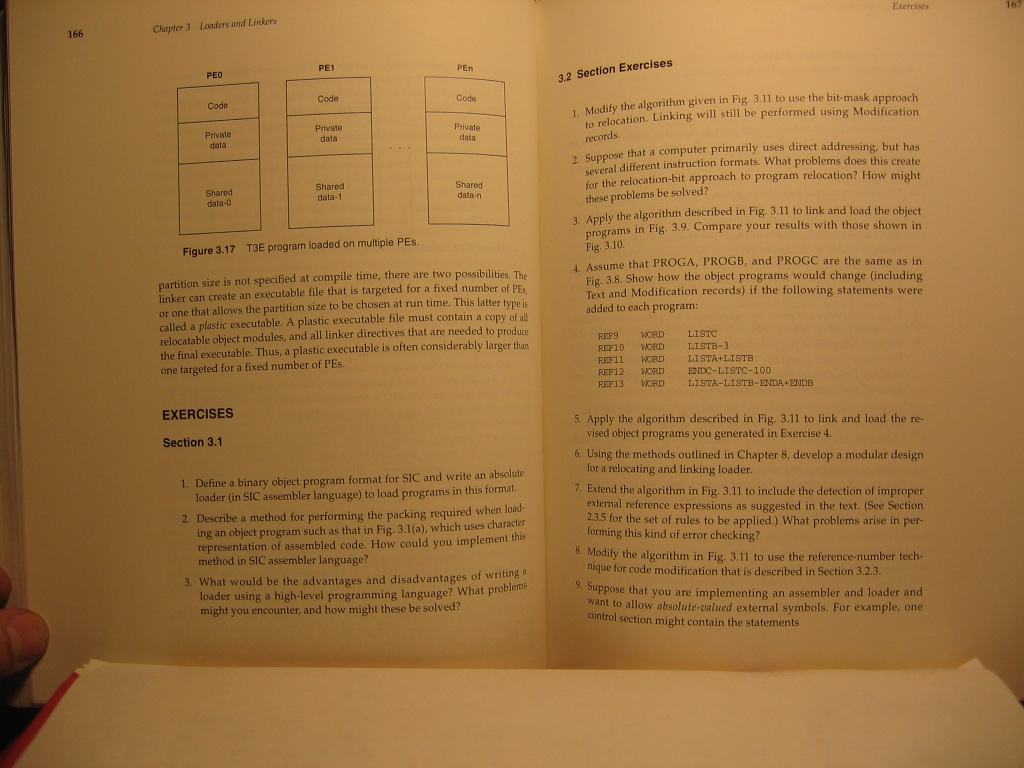 166
Chapter 3 Loaders and Linkers
PE0 PE1 PEn
Code Code Code
Private data Private data Private data
. . .
Shared data-0 Shared data-1 Shared data-n
Figure 3.17 T3E program loaded on multiple PEs.
partition size is not specified at compile time, there are two possibilities. The
linker can create an executable file that is targeted for a fixed number of PEs,
or one that allows the partition size to be chosen at run time. This latter type is
called a plastic executable. A plastic executable file must contain a copy of all
relocatable object modules, and all linker directives that are needed to produce
the final executable. Thus, a plastic executable is often considerably larger than
one targeted for a fixed number of PEs.
EXERCISES
Section 3.1
1. Define a binary object program format for SIC and write an absolute
loader (in SIC assembler language) to load programs in this format.
2. Describe a method for performing the packing required when load-
ing an object program such as that in Fig. 3.1(a), which uses character
representation of assembled code. How could you implement this
method in SIC assembler language?
3. What would be the advantages and disadvantages of writing a
loader using a high-level programming language? What problems
might you encounter, and how might these be solved?
Exercises
167
3.2 Section Exercises
1. Modify the algorithm given in Fig. 3.11 to use the bit-mask approach
to relocation. Linking will still be performed using Modification
records.
2. Suppose that a computer primarily uses direct addressing, but has
several different instruction formats. What problems does this create
for the relocation-bit approach to program relocation? How might
these problems be solved?
3. Apply the algorithm described in Fig. 3.11 to link and load the object
programs in Fig. 3.9. Compare your results with those shown in
Fig. 3.10.
4. Assume that PROGA, PROGB, and PROGC are the same as in
Fig. 3.8. Show how the object programs would change (including
Text and Modification records) if the following statements were
added to each program:
REF9 WORD LISTC
REF10 WORD LISTB-3
REF11 WORD LISTA+LISTB
REF12 WORD ENDC-LISTC-100
REF13 WORD LISTA-LISTB-ENDA+ENDB
5. Apply the algorithm described in Fig. 3.11 to link and load the re-
vised object programs you generated in Exercise 4.
6. Using the methods outlined in Chapter 8, develop a modular design
for a relocating and linking loader.
7. Extend the algorithm in Fig. 3.11 to include the detection of improper
external reference expressions as suggested in the text. (See Section
2.3.5 for the set of rules to be applied.) What problems arise in per-
forming this kind of error checking?
8. Modify the algorithm in Fig. 3.11 to use the reference-number tech-
nique for code modification that is described in Section 3.2.3.
9. Suppose that you are implementing an assembler and loader and
want to allow absolute-valued external symbols. For example, one
control section might contain the statements